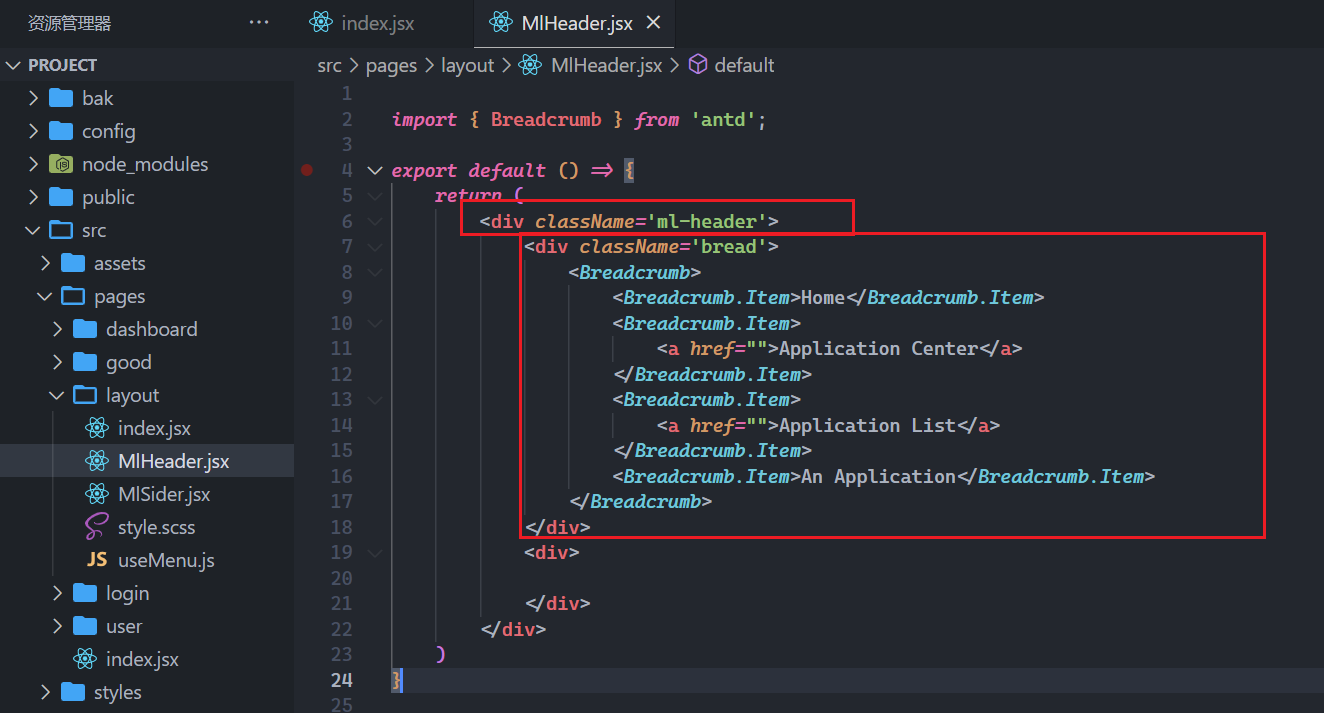 资源管理器 ···
index.jsx
MlHeader.jsx
PROJECT
bak
config
node_modules
public
src
assets
pages
dashboard
good
layout
index.jsx
MlHeader.jsx
MlSider.jsx
style.scss
JS useMenu.js
login
user
index.jsx
styles
src > pages > layout > MlHeader.jsx > default
1
2 import { Breadcrumb } from 'antd';
3
4 export default () => {
5 return (
6 <div className='ml-header'>
7 <div className='bread'>
8 <Breadcrumb>
9 <Breadcrumb.Item>Home</Breadcrumb.Item>
10 <Breadcrumb.Item>
11 <a href="">Application Center</a>
12 </Breadcrumb.Item>
13 <Breadcrumb.Item>
14 <a href="">Application List</a>
15 </Breadcrumb.Item>
16 <Breadcrumb.Item>An Application</Breadcrumb.Item>
17 </Breadcrumb>
18 </div>
19 <div>
20
21 </div>
22 </div>
23 )
24 }
25